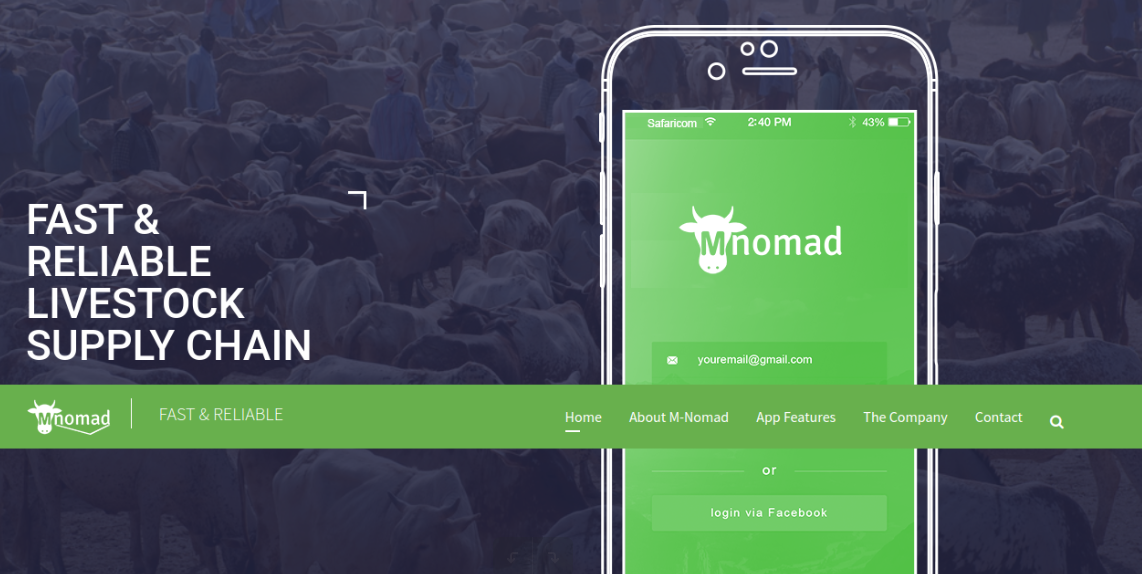 Safaricom 2:40 PM 43%
Mnomad
FAST &
RELIABLE
LIVESTOCK
SUPPLY CHAIN
youremail@gmail.com
Mnomad FAST & RELIABLE Home About M-Nomad App Features The Company Contact
or
login via Facebook